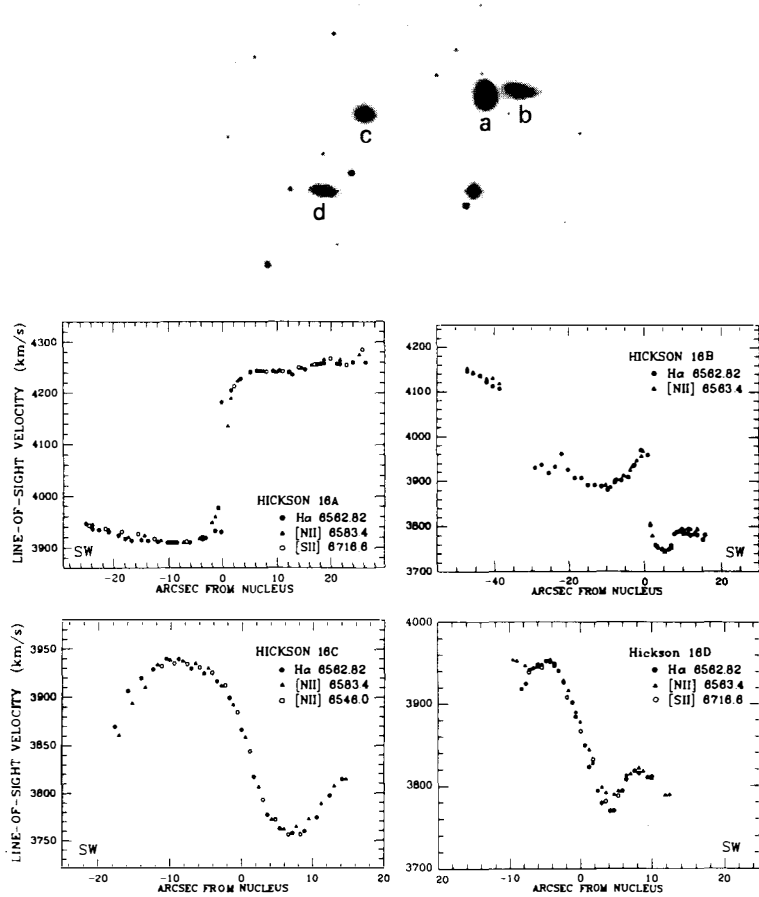 a
b
c
d
LINE-OF-SIGHT VELOCITY (km/s)
4300
4200
4100
4000
3900
HICKSON 16A
● Hα 6562.82
▲ [NII] 6583.4
○ [SII] 6716.6
SW
-20
-10
0
10
20
ARCSEC FROM NUCLEUS
4200
4100
4000
3900
3800
3700
HICKSON 16B
● Hα 6562.82
▲ [NII] 6583.4
SW
-40
-20
0
20
ARCSEC FROM NUCLEUS
LINE-OF-SIGHT VELOCITY (km/s)
3950
3900
3850
3800
3750
HICKSON 16C
● Hα 6562.82
▲ [NII] 6583.4
○ [NII] 6548.0
SW
-20
-10
0
10
20
ARCSEC FROM NUCLEUS
4000
3900
3800
3700
Hickson 16D
● Hα 6562.82
▲ [NII] 6583.4
○ [SII] 6716.6
SW
-20
-10
0
10
20
ARCSEC FROM NUCLEUS